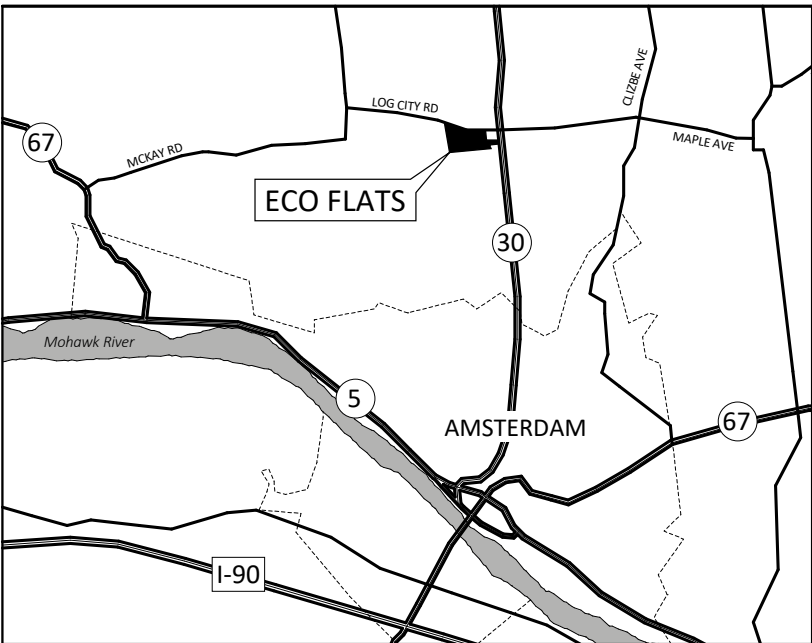 CLIZBE AVE
LOG CITY RD
67
MCKAY RD
MAPLE AVE
ECO FLATS
30
Mohawk River
5
AMSTERDAM
67
I-90